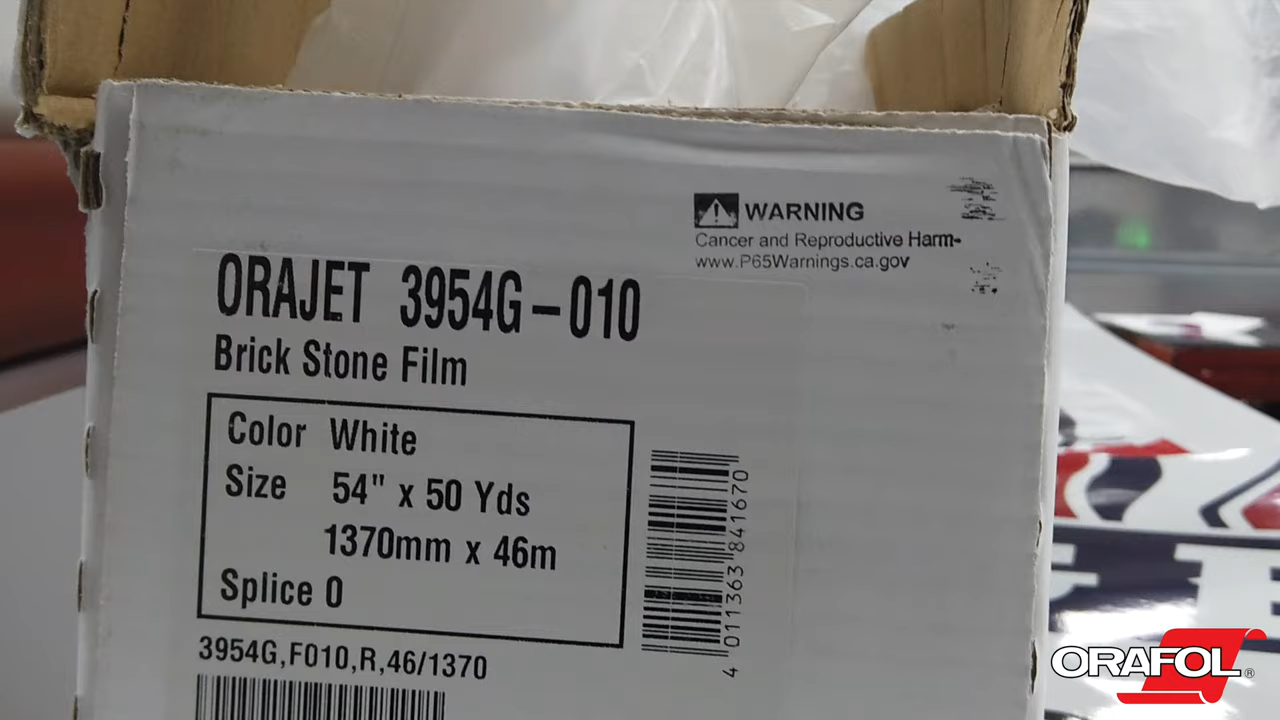 WARNING
Cancer and Reproductive Harm-
www.P65Warnings.ca.gov
ORAJET 3954G-010
Brick Stone Film
Color White
Size 54" x 50 Yds
1370mm x 46m
Splice 0
4 011363 841670
3954G,F010,R,46/1370
ORAFOL®